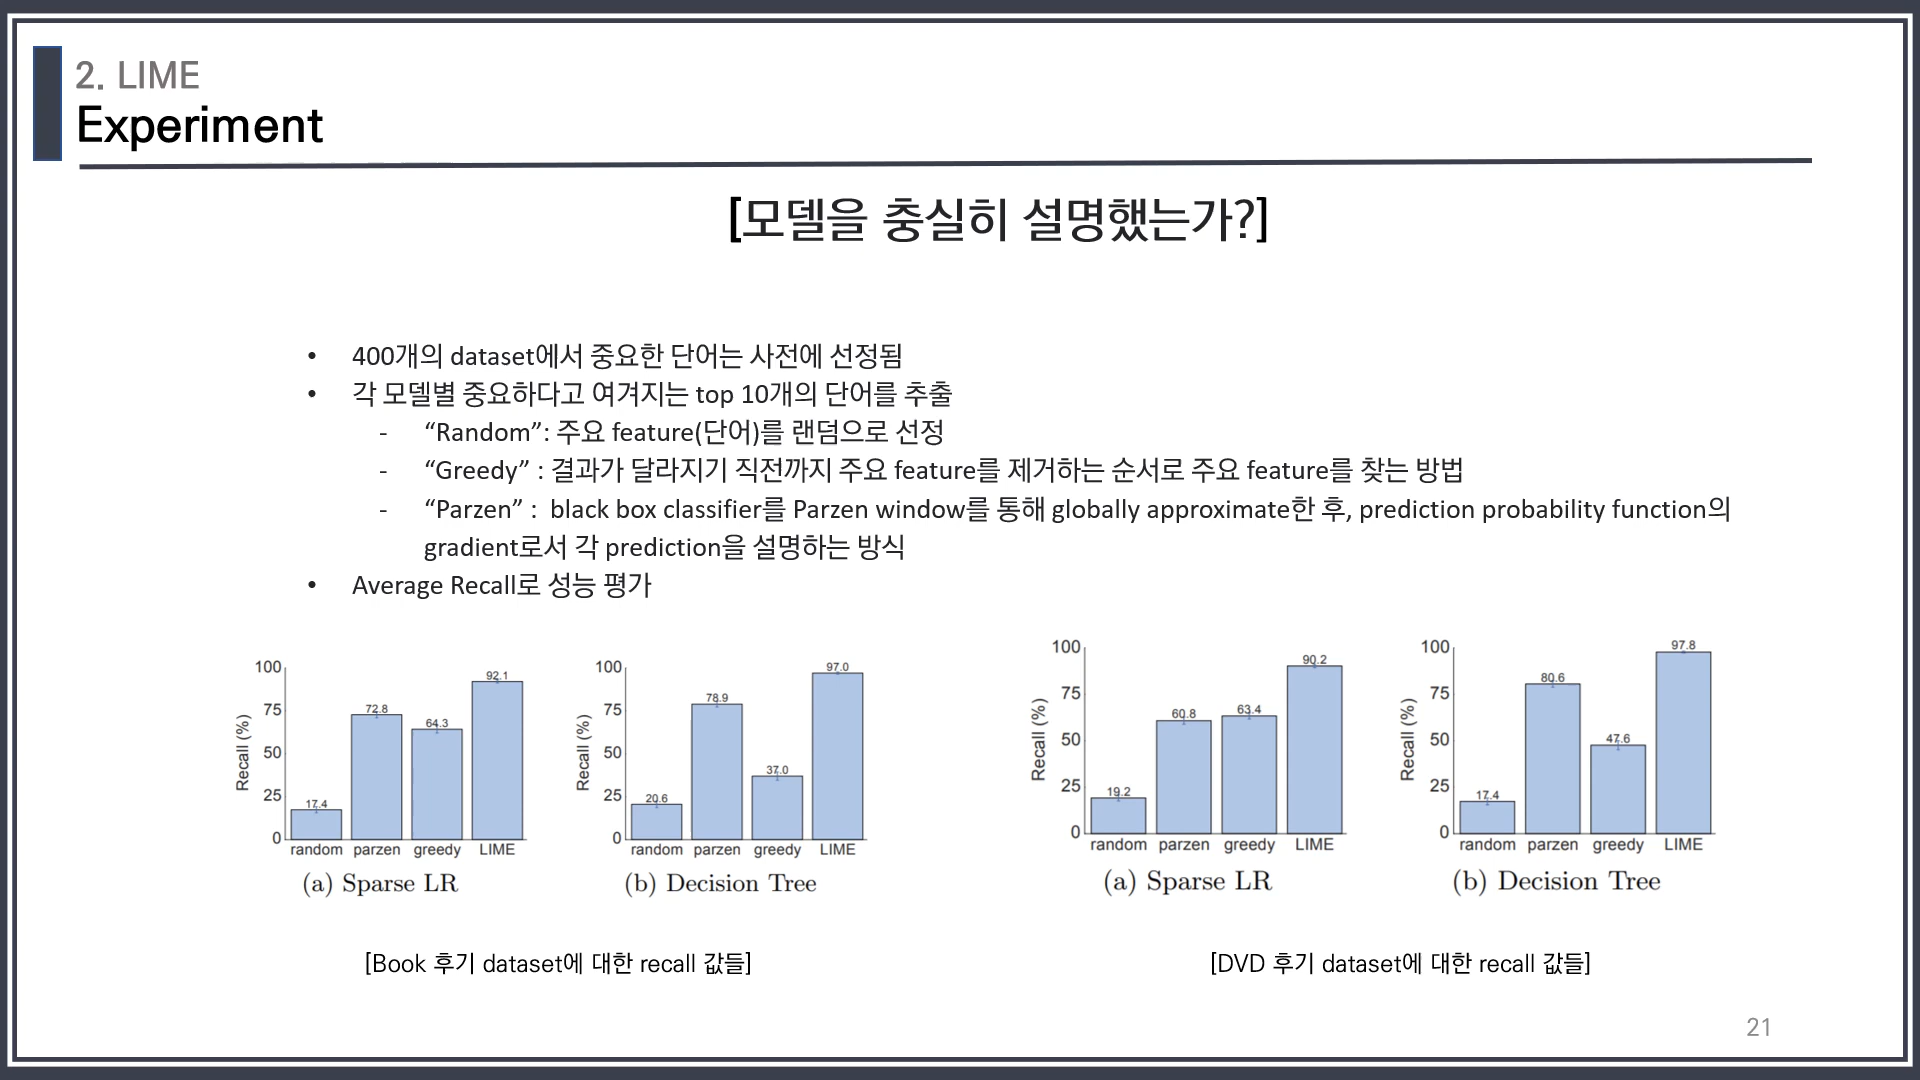 2. LIME
Experiment
[모델을 충실히 설명했는가?]
• 400개의 dataset에서 중요한 단어는 사전에 선정됨
• 각 모델별 중요하다고 여겨지는 top 10개의 단어를 추출
- “Random”: 주요 feature(단어)를 랜덤으로 선정
- “Greedy” : 결과가 달라지기 직전까지 주요 feature를 제거하는 순서로 주요 feature를 찾는 방법
- “Parzen” : black box classifier를 Parzen window를 통해 globally approximate한 후, prediction probability function의
gradient로서 각 prediction을 설명하는 방식
• Average Recall로 성능 평가
Recall (%)
100
75
50
25
0
17.4
72.8
64.3
92.1
random parzen greedy LIME
(a) Sparse LR
Recall (%)
100
75
50
25
0
20.6
78.9
37.0
97.0
random parzen greedy LIME
(b) Decision Tree
[Book 후기 dataset에 대한 recall 값들]
Recall (%)
100
75
50
25
0
19.2
60.8
63.4
90.2
random parzen greedy LIME
(a) Sparse LR
Recall (%)
100
75
50
25
0
17.4
80.6
47.6
97.8
random parzen greedy LIME
(b) Decision Tree
[DVD 후기 dataset에 대한 recall 값들]
21